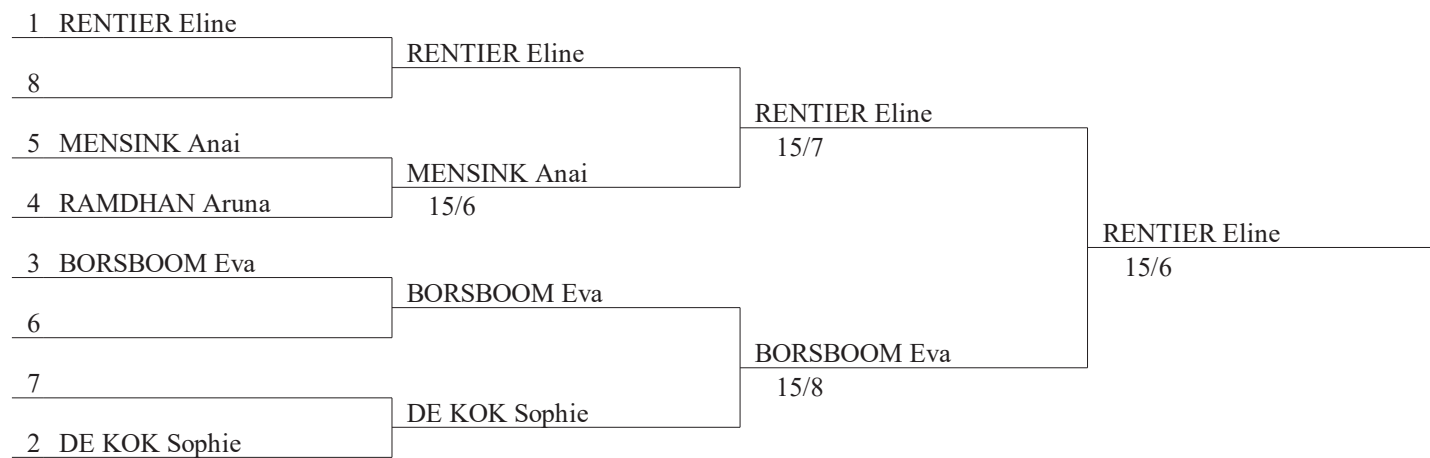 1 RENTIER Eline
8
5 MENSINK Anai
4 RAMDHAN Aruna
3 BORSBOOM Eva
6
7
2 DE KOK Sophie
RENTIER Eline
MENSINK Anai
15/6
BORSBOOM Eva
DE KOK Sophie
RENTIER Eline
15/7
BORSBOOM Eva
15/8
RENTIER Eline
15/6